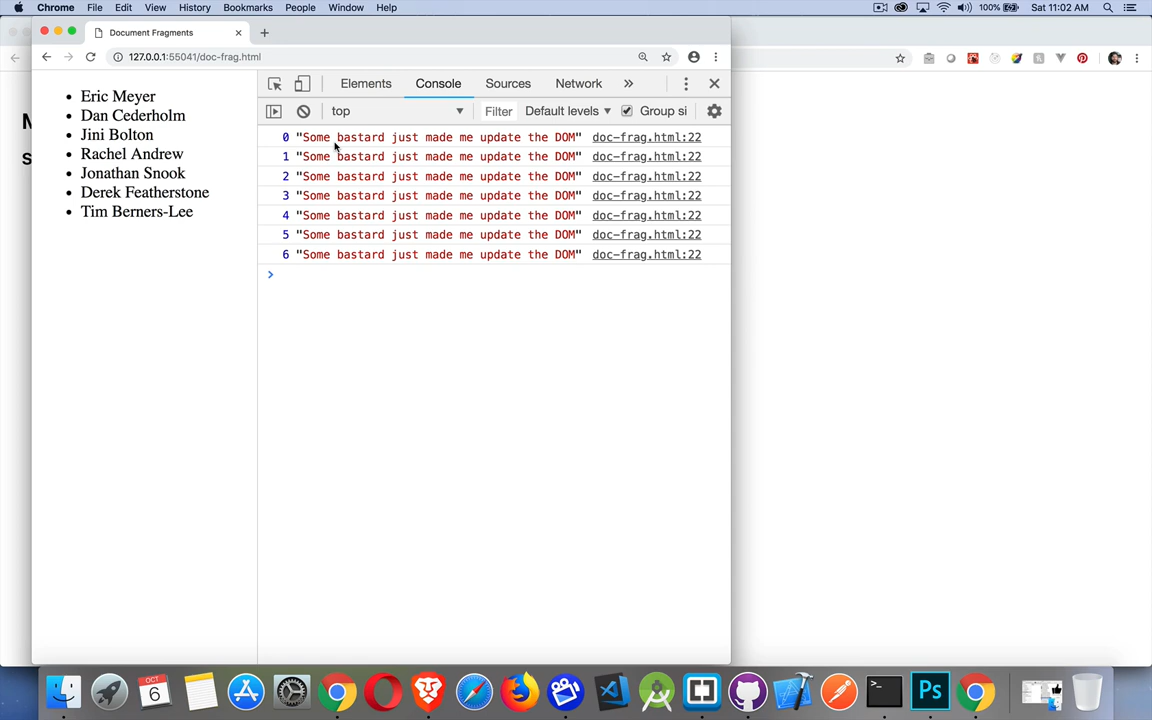 Chrome File Edit View History Bookmarks People Window Help 100% Sat 11:02 AM
Document Fragments
127.0.0.1:55041/doc-frag.html
Elements Console Sources Network
top Filter Default levels Group si
Eric Meyer
Dan Cederholm
Jini Bolton
Rachel Andrew
Jonathan Snook
Derek Featherstone
Tim Berners-Lee
0 "Some bastard just made me update the DOM" doc-frag.html:22
1 "Some bastard just made me update the DOM" doc-frag.html:22
2 "Some bastard just made me update the DOM" doc-frag.html:22
3 "Some bastard just made me update the DOM" doc-frag.html:22
4 "Some bastard just made me update the DOM" doc-frag.html:22
5 "Some bastard just made me update the DOM" doc-frag.html:22
6 "Some bastard just made me update the DOM" doc-frag.html:22
OCT
6
Ps